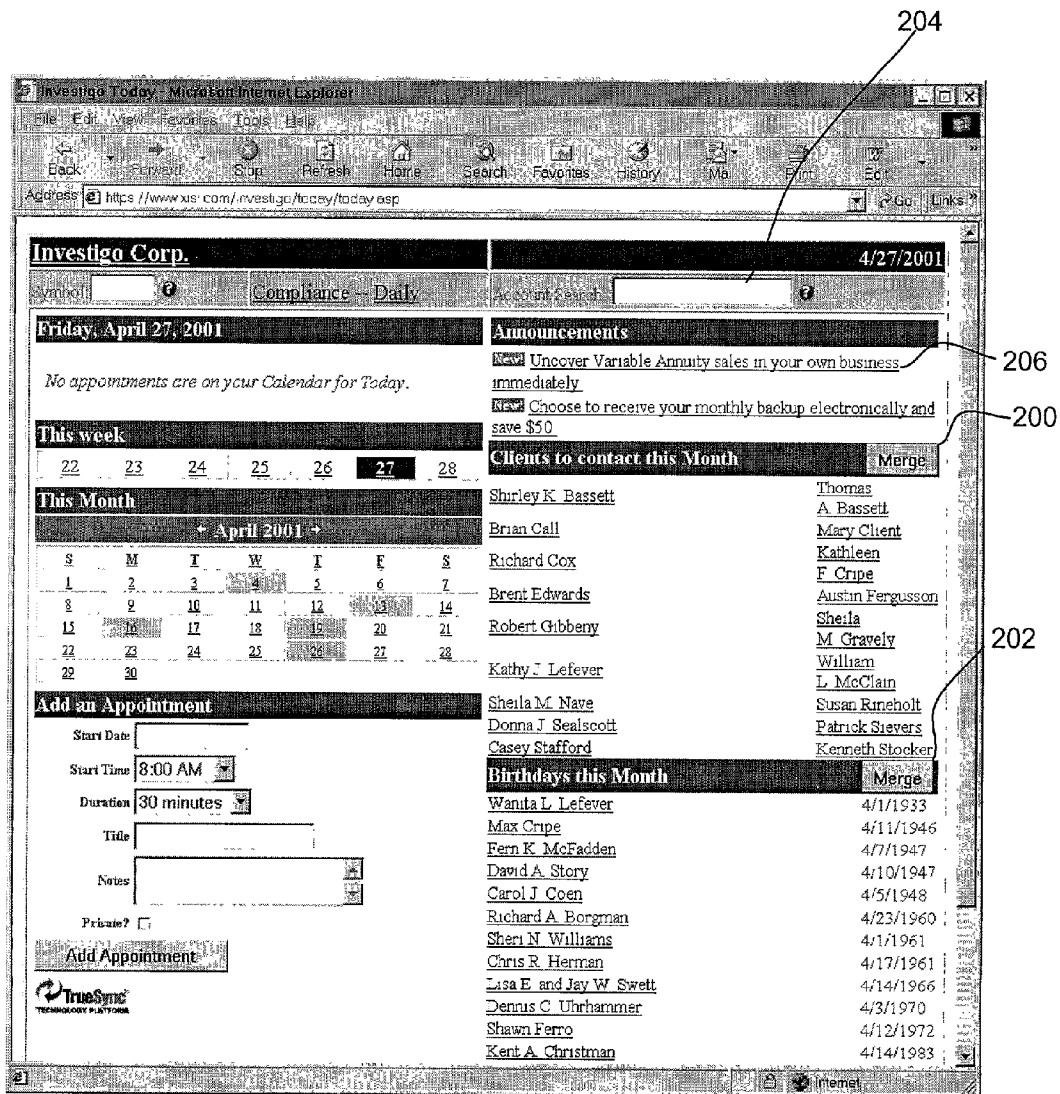 204
Investigo Today - Microsoft Internet Explorer
File Edit View Favorites Tools Help
Back Forward Stop Refresh Home Search Favorites History Mail Print Edit
Address https //www xisi com/investigo/today/today asp Go Links
Investigo Corp. 4/27/2001
Symbol: Compliance -- Daily Account Search
Friday, April 27, 2001
No appointments are on your Calendar for Today.
This week
22 23 24 25 26 27 28
This Month
April 2001
S M T W T F S
1 2 3 4 5 6 7
8 9 10 11 12 13 14
15 16 17 18 19 20 21
22 23 24 25 26 27 28
29 30
Add an Appointment
Start Date
Start Time 8:00 AM
Duration 30 minutes
Title
Notes
Private?
Add Appointment
TrueSync
TECHNOLOGY PLATFORM
Announcements
New! Uncover Variable Annuity sales in your own business
immediately
New! Choose to receive your monthly backup electronically and
save $50
206
200
Clients to contact this Month Merge
Shirley K. Bassett
Brian Call
Richard Cox
Brent Edwards
Robert Gibbeny
Kathy J. Lefever
Sheila M. Nave
Donna J Sealscott
Casey Stafford
Thomas
A. Bassett
Mary Client
Kathleen
F Cripe
Austin Fergusson
Sheila
M Gravely
William
L. McClain
Susan Rineholt
Patrick Sievers
Kenneth Stocker
202
Birthdays this Month Merge
Wanita L. Lefever 4/1/1933
Max Cripe 4/11/1946
Fern K. McFadden 4/7/1947
David A. Story 4/10/1947
Carol J. Coen 4/5/1948
Richard A. Borgman 4/23/1960
Sheri N. Williams 4/1/1961
Chris R. Herman 4/17/1961
Lisa E and Jay W. Swett 4/14/1966
Dennis C Uhrhammer 4/3/1970
Shawn Ferro 4/12/1972
Kent A. Christman 4/14/1983
Internet